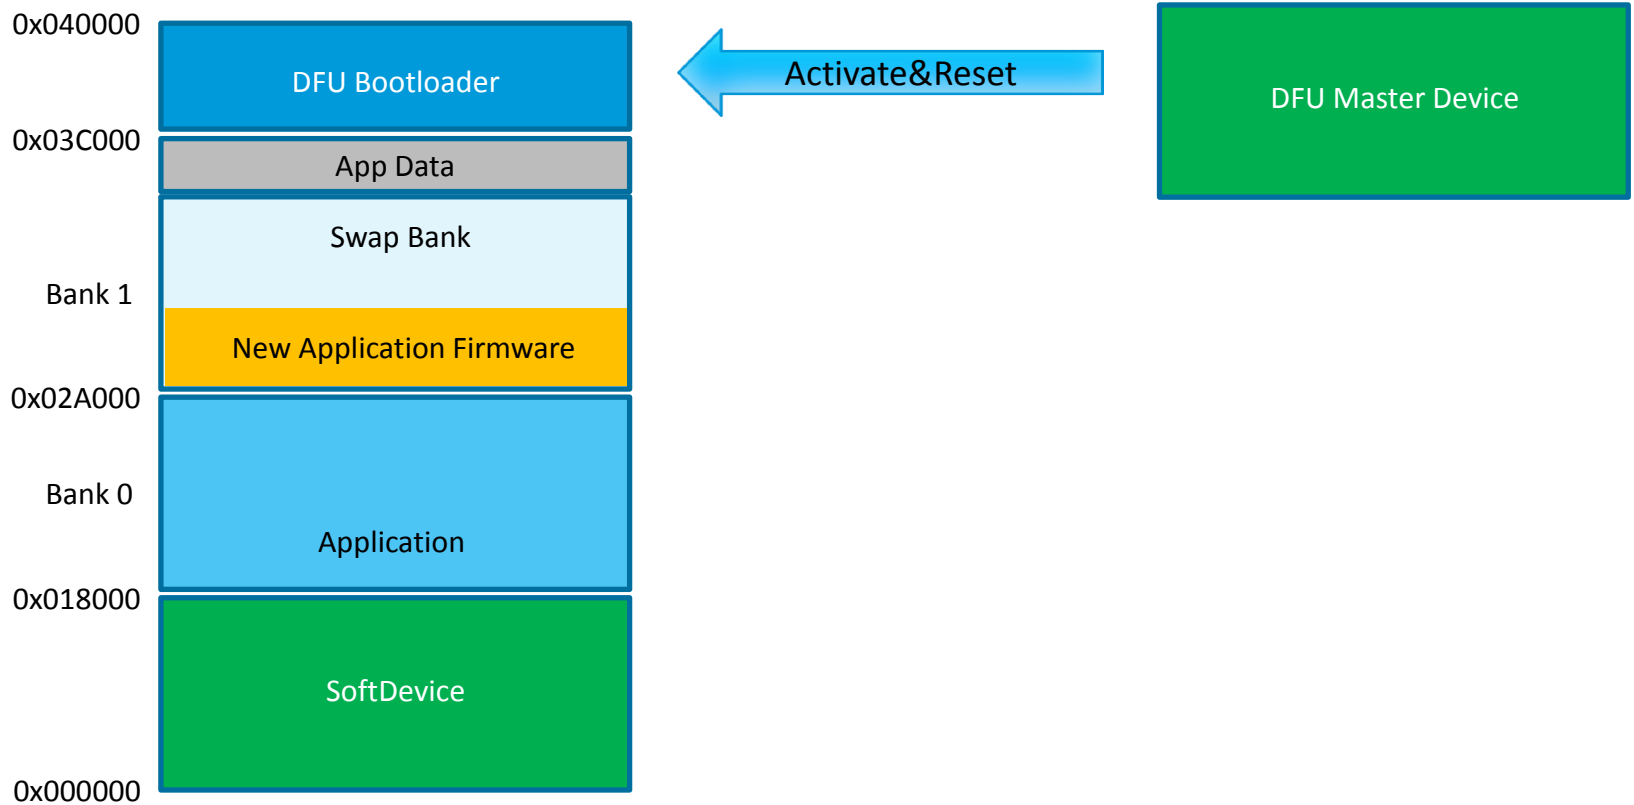 0x040000
DFU Bootloader
Activate&Reset
DFU Master Device
0x03C000
App Data
Swap Bank
Bank 1
New Application Firmware
0x02A000
Bank 0
Application
0x018000
SoftDevice
0x000000